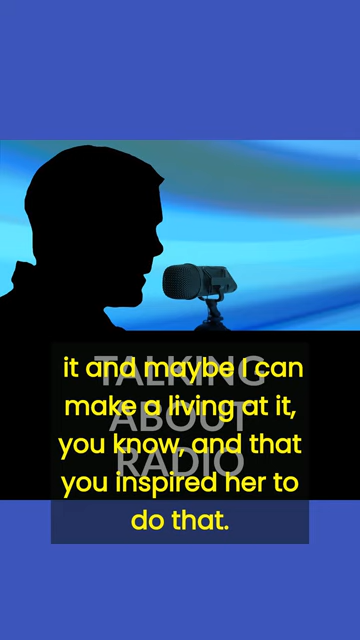 it and maybe I can
make a living at it,
you know, and that
you inspired her to
do that.
TALKING
ABOUT
RADIO